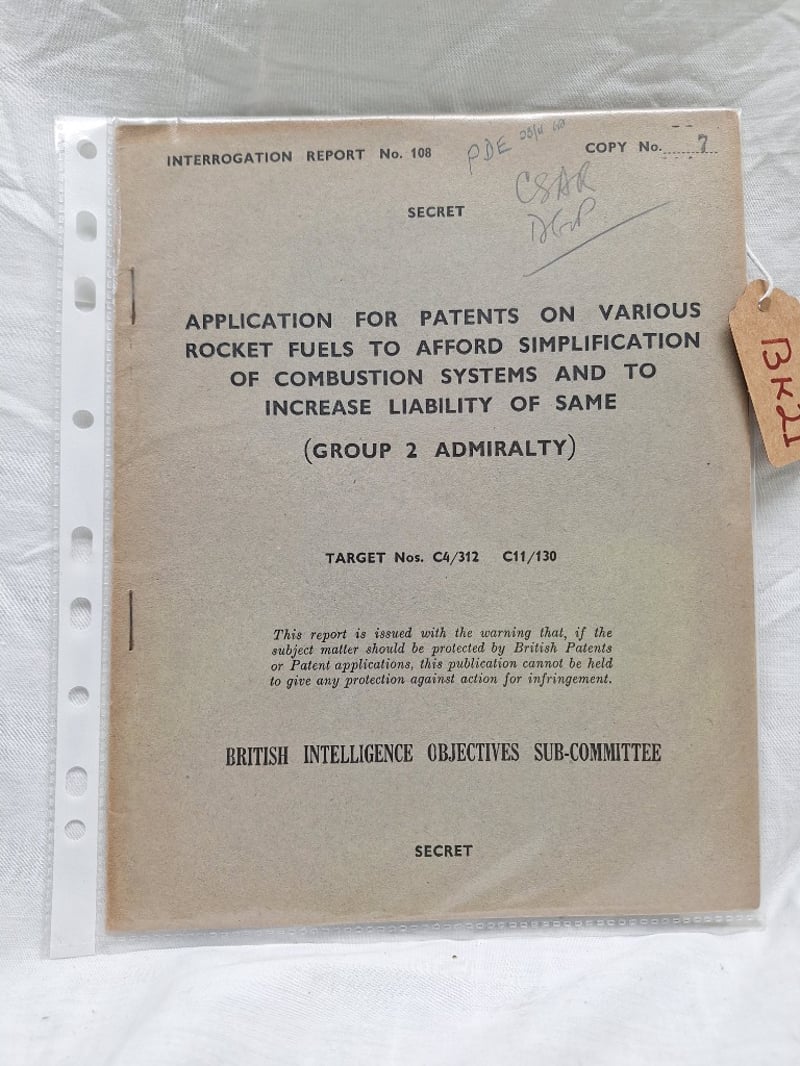 INTERROGATION REPORT No. 108
PDE
COPY No. 7
CSAR
DGP
SECRET
APPLICATION FOR PATENTS ON VARIOUS
ROCKET FUELS TO AFFORD SIMPLIFICATION
OF COMBUSTION SYSTEMS AND TO
INCREASE LIABILITY OF SAME
(GROUP 2 ADMIRALTY)
TARGET Nos. C4/312 C11/130
This report is issued with the warning that, if the
subject matter should be protected by British Patents
or Patent applications, this publication cannot be held
to give any protection against action for infringement.
BRITISH INTELLIGENCE OBJECTIVES SUB-COMMITTEE
SECRET
BK21